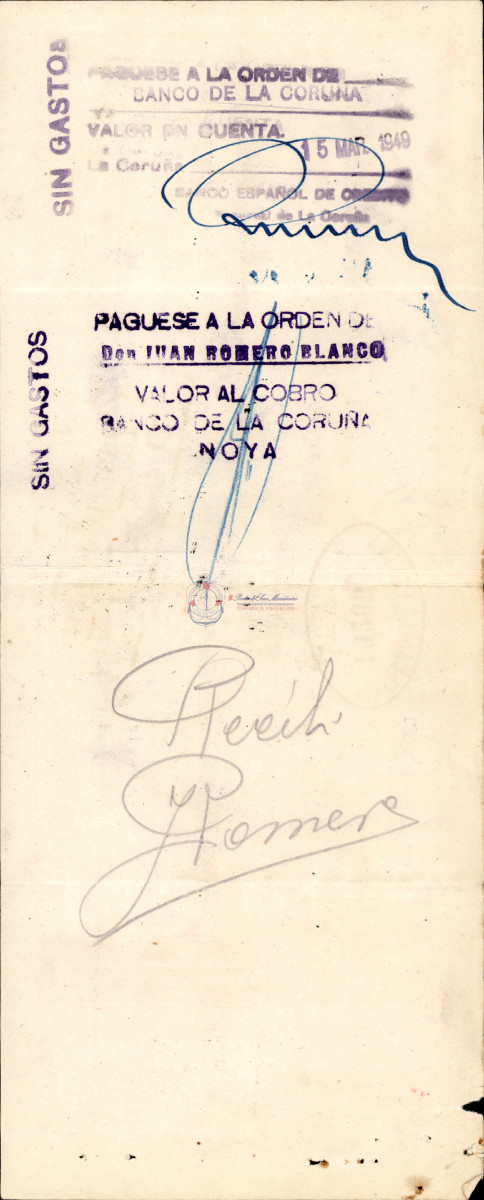 SIN GASTOS
PAGUESE A LA ORDEN DE
BANCO DE LA CORUÑA
VALOR EN CUENTA.
La Coruña 15 MAR 1949
BANCO ESPAÑOL DE CREDITO
Sucursal de La Coruña
SIN GASTOS
PAGUESE A LA ORDEN DE
Don JUAN ROMERO BLANCO
VALOR AL COBRO
BANCO DE LA CORUÑA
NOYA
Recibí
J Romero